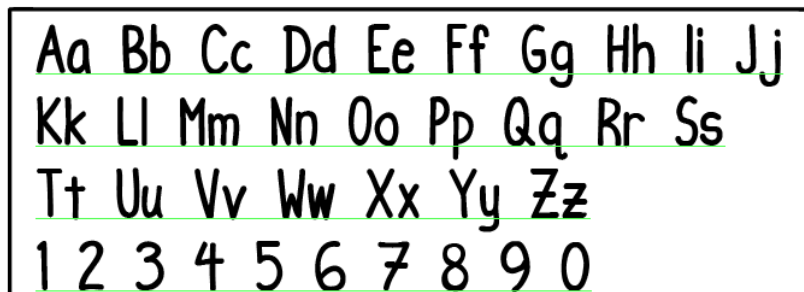 Aa Bb Cc Dd Ee Ff Gg Hh Ii Jj
Kk Ll Mm Nn Oo Pp Qq Rr Ss
Tt Uu Vv Ww Xx Yy Zz
1 2 3 4 5 6 7 8 9 0